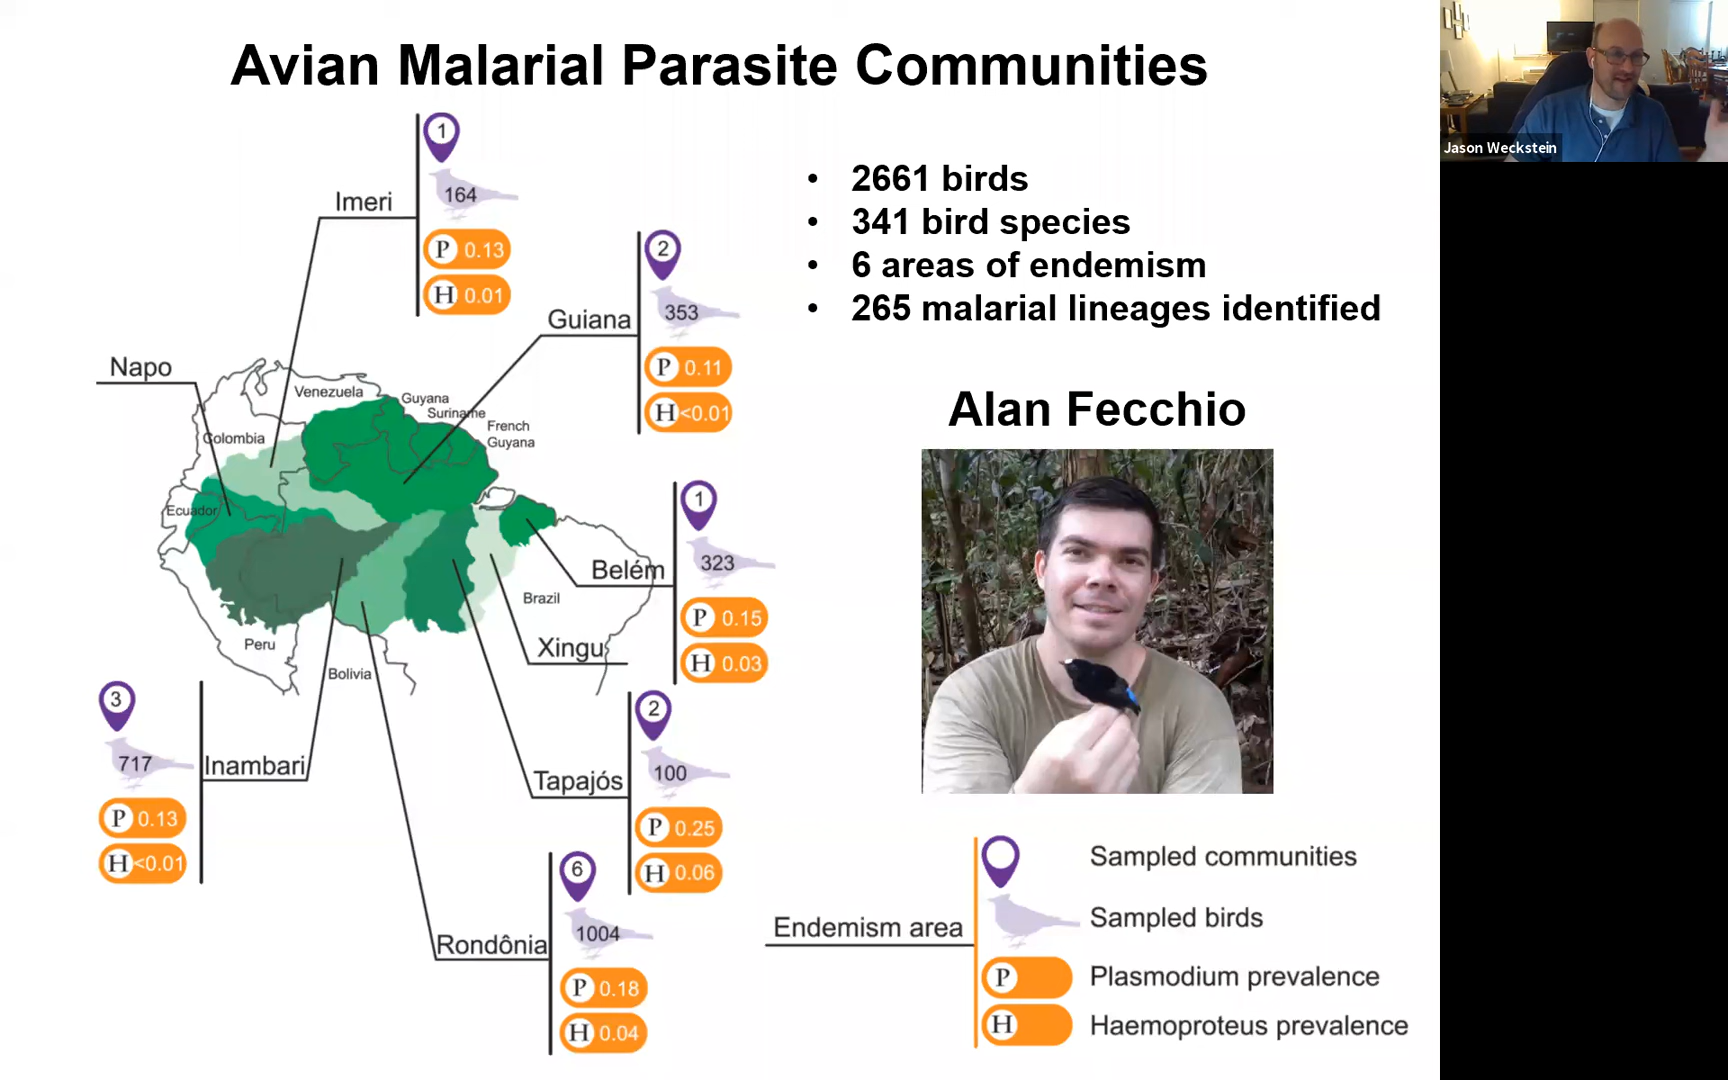 Avian Malarial Parasite Communities
Jason Weckstein
• 2661 birds
• 341 bird species
• 6 areas of endemism
• 265 malarial lineages identified
Alan Fecchio
1
Imeri
164
P 0.13
H 0.01
2
Guiana
353
P 0.11
H <0.01
Napo
Venezuela
Guyana
Suriname
French
Guyana
Colombia
Ecuador
Peru
Bolivia
Brazil
1
Belém
323
P 0.15
H 0.03
Xingu
3
717
Inambari
P 0.13
H <0.01
2
Tapajós
100
P 0.25
H 0.06
6
Rondônia
1004
P 0.18
H 0.04
Endemism area
Sampled communities
Sampled birds
P Plasmodium prevalence
H Haemoproteus prevalence